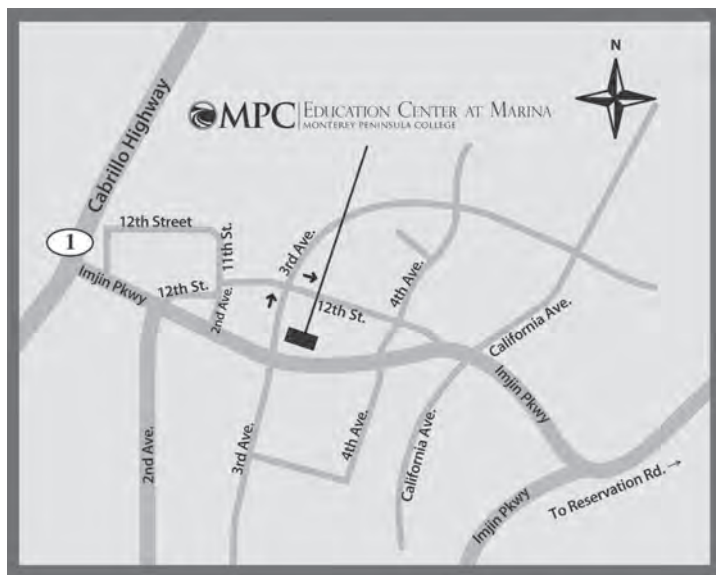 N
MPC EDUCATION CENTER AT MARINA
MONTEREY PENINSULA COLLEGE
Cabrillo Highway
1
12th Street
11th St.
3rd Ave.
Imjin Pkwy
12th St.
2nd Ave.
12th St.
4th Ave.
California Ave.
Imjin Pkwy
2nd Ave.
3rd Ave.
4th Ave.
California Ave.
Imjin Pkwy
To Reservation Rd. →